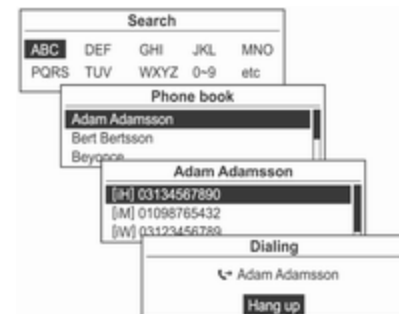 Search
ABC DEF GHI JKL MNO
PQRS TUV WXYZ 0~9 etc
Phone book
Adam Adamsson
Bert Bertsson
Beyonce
Adam Adamsson
[iH] 03134567890
[iM] 01098765432
[iW] 03123456789
Dialing
Adam Adamsson
Hang up